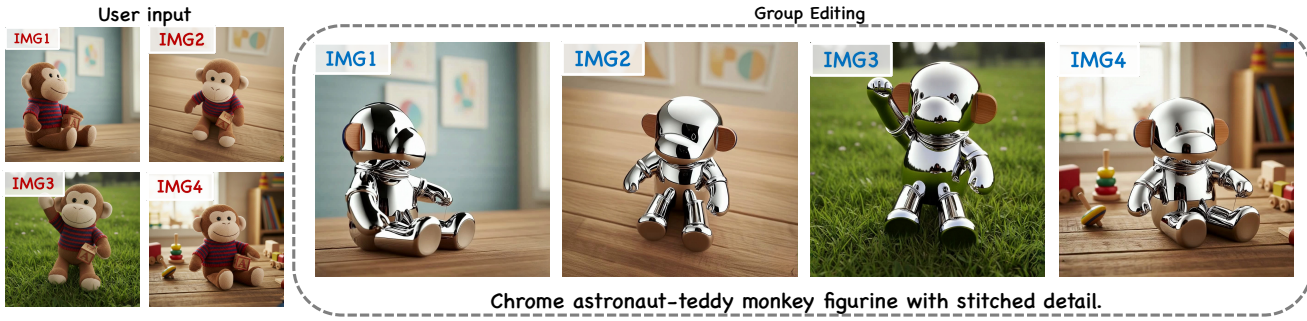 User input
Group Editing
IMG1
IMG2
IMG3
IMG4
IMG1
IMG2
IMG3
IMG4
Chrome astronaut-teddy monkey figurine with stitched detail.